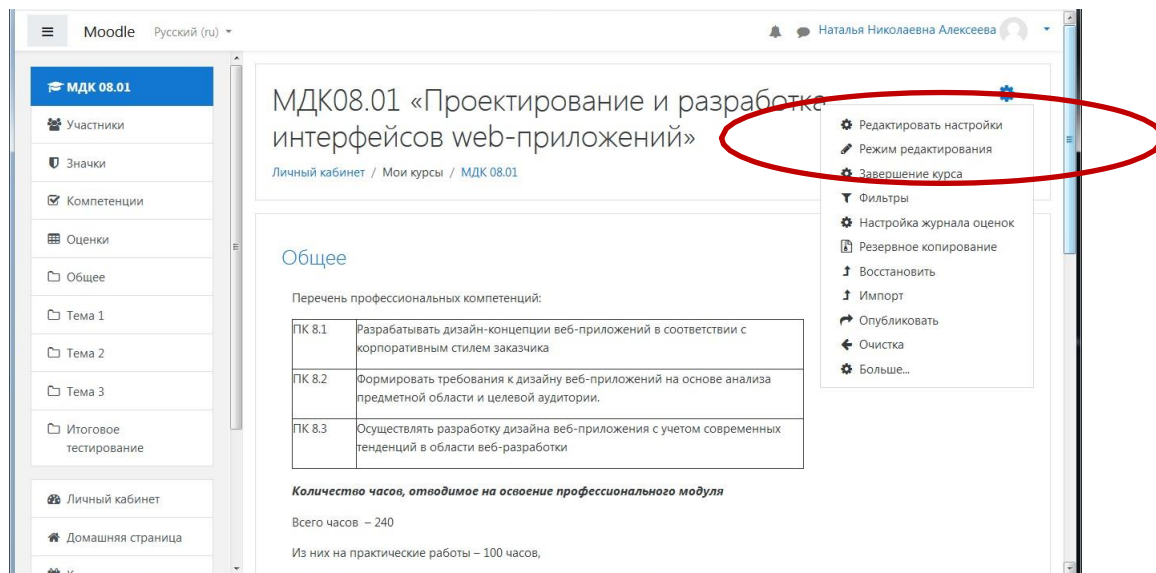 Moodle Русский (ru)
Наталья Николаевна Алексеева
МДК 08.01
Участники
Значки
Компетенции
Оценки
Общее
Тема 1
Тема 2
Тема 3
Итоговое
тестирование
Личный кабинет
Домашняя страница
МДК08.01 «Проектирование и разработка
интерфейсов web-приложений»
Личный кабинет / Мои курсы / МДК 08.01
Редактировать настройки
Режим редактирования
Завершение курса
Фильтры
Настройка журнала оценок
Резервное копирование
Восстановить
Импорт
Опубликовать
Очистка
Больше...
Общее
Перечень профессиональных компетенций:
ПК 8.1 Разрабатывать дизайн-концепции веб-приложений в соответствии с
корпоративным стилем заказчика
ПК 8.2 Формировать требования к дизайну веб-приложений на основе анализа
предметной области и целевой аудитории.
ПК 8.3 Осуществлять разработку дизайна веб-приложения с учетом современных
тенденций в области веб-разработки
Количество часов, отводимое на освоение профессионального модуля
Всего часов – 240
Из них на практические работы – 100 часов,